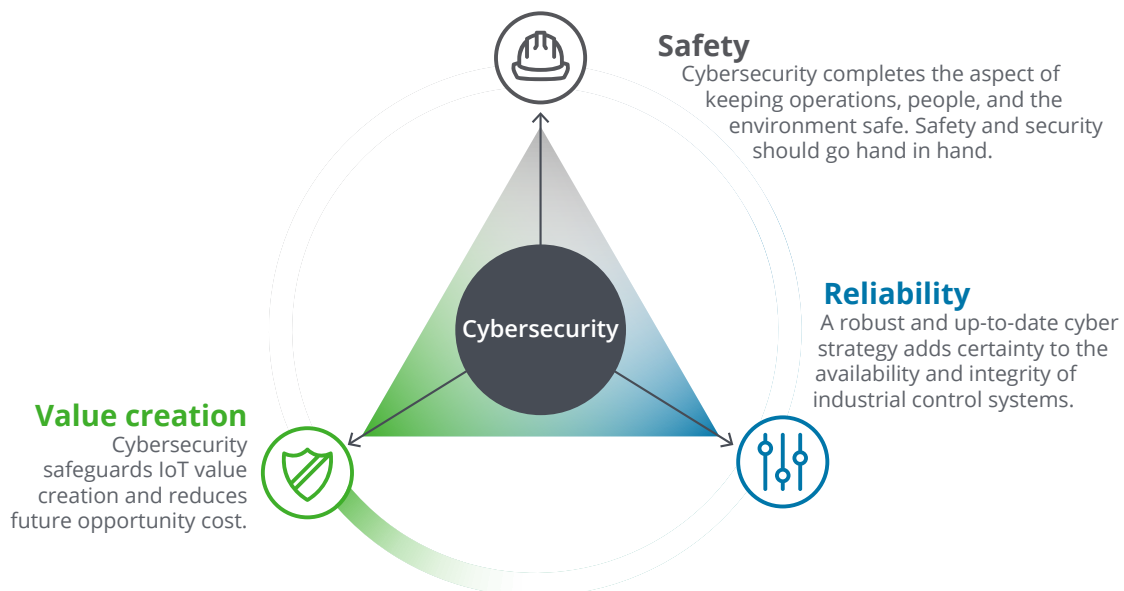 Safety
Cybersecurity completes the aspect of
keeping operations, people, and the
environment safe. Safety and security
should go hand in hand.
Cybersecurity
Reliability
A robust and up-to-date cyber
strategy adds certainty to the
availability and integrity of
industrial control systems.
Value creation
Cybersecurity
safeguards IoT value
creation and reduces
future opportunity cost.